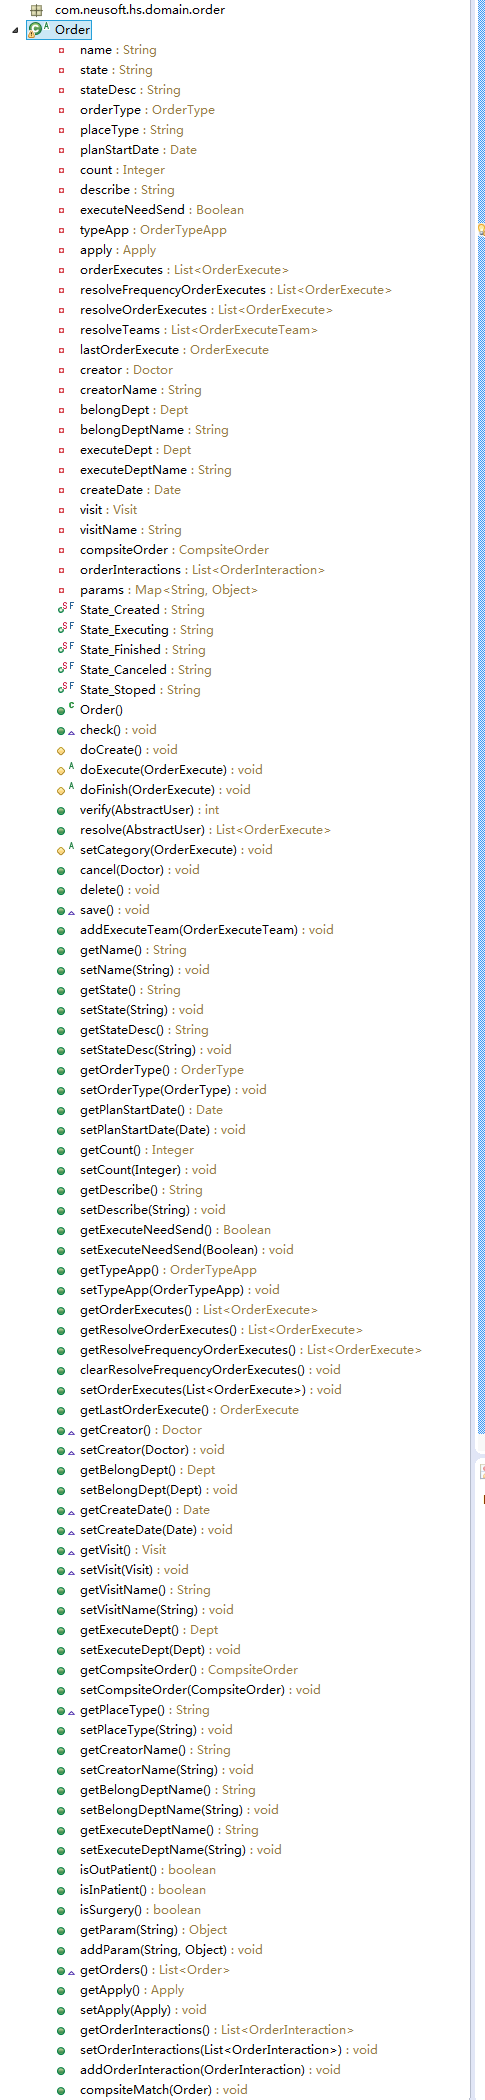 com.neusoft.hs.domain.order
Order
name : String
state : String
stateDesc : String
orderType : OrderType
placeType : String
planStartDate : Date
count : Integer
describe : String
executeNeedSend : Boolean
typeApp : OrderTypeApp
apply : Apply
orderExecutes : List<OrderExecute>
resolveFrequencyOrderExecutes : List<OrderExecute>
resolveOrderExecutes : List<OrderExecute>
resolveTeams : List<OrderExecuteTeam>
lastOrderExecute : OrderExecute
creator : Doctor
creatorName : String
belongDept : Dept
belongDeptName : String
executeDept : Dept
executeDeptName : String
createDate : Date
visit : Visit
visitName : String
compsiteOrder : CompsiteOrder
orderInteractions : List<OrderInteraction>
params : Map<String, Object>
State_Created : String
State_Executing : String
State_Finished : String
State_Canceled : String
State_Stoped : String
Order()
check() : void
doCreate() : void
doExecute(OrderExecute) : void
doFinish(OrderExecute) : void
verify(AbstractUser) : int
resolve(AbstractUser) : List<OrderExecute>
setCategory(OrderExecute) : void
cancel(Doctor) : void
delete() : void
save() : void
addExecuteTeam(OrderExecuteTeam) : void
getName() : String
setName(String) : void
getState() : String
setState(String) : void
getStateDesc() : String
setStateDesc(String) : void
getOrderType() : OrderType
setOrderType(OrderType) : void
getPlanStartDate() : Date
setPlanStartDate(Date) : void
getCount() : Integer
setCount(Integer) : void
getDescribe() : String
setDescribe(String) : void
getExecuteNeedSend() : Boolean
setExecuteNeedSend(Boolean) : void
getTypeApp() : OrderTypeApp
setTypeApp(OrderTypeApp) : void
getOrderExecutes() : List<OrderExecute>
getResolveOrderExecutes() : List<OrderExecute>
getResolveFrequencyOrderExecutes() : List<OrderExecute>
clearResolveFrequencyOrderExecutes() : void
setOrderExecutes(List<OrderExecute>) : void
getLastOrderExecute() : OrderExecute
getCreator() : Doctor
setCreator(Doctor) : void
getBelongDept() : Dept
setBelongDept(Dept) : void
getCreateDate() : Date
setCreateDate(Date) : void
getVisit() : Visit
setVisit(Visit) : void
getVisitName() : String
setVisitName(String) : void
getExecuteDept() : Dept
setExecuteDept(Dept) : void
getCompsiteOrder() : CompsiteOrder
setCompsiteOrder(CompsiteOrder) : void
getPlaceType() : String
setPlaceType(String) : void
getCreatorName() : String
setCreatorName(String) : void
getBelongDeptName() : String
setBelongDeptName(String) : void
getExecuteDeptName() : String
setExecuteDeptName(String) : void
isOutPatient() : boolean
isInPatient() : boolean
isSurgery() : boolean
getParam(String) : Object
addParam(String, Object) : void
getOrders() : List<Order>
getApply() : Apply
setApply(Apply) : void
getOrderInteractions() : List<OrderInteraction>
setOrderInteractions(List<OrderInteraction>) : void
addOrderInteraction(OrderInteraction) : void
compsiteMatch(Order) : void